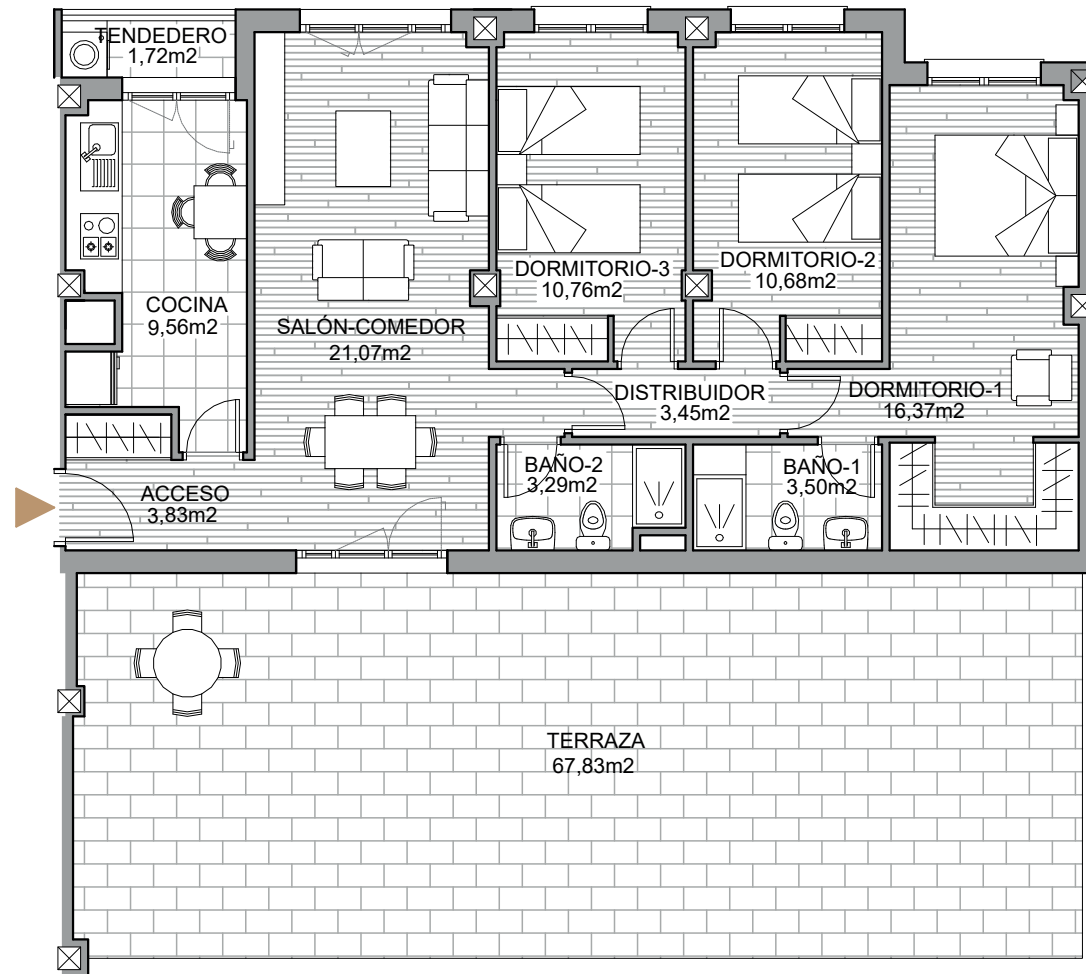 TENDEDERO
1,72m2
COCINA
9,56m2
SALÓN-COMEDOR
21,07m2
DORMITORIO-3
10,76m2
DORMITORIO-2
10,68m2
DISTRIBUIDOR
3,45m2
DORMITORIO-1
16,37m2
ACCESO
3,83m2
BAÑO-2
3,29m2
BAÑO-1
3,50m2
TERRAZA
67,83m2